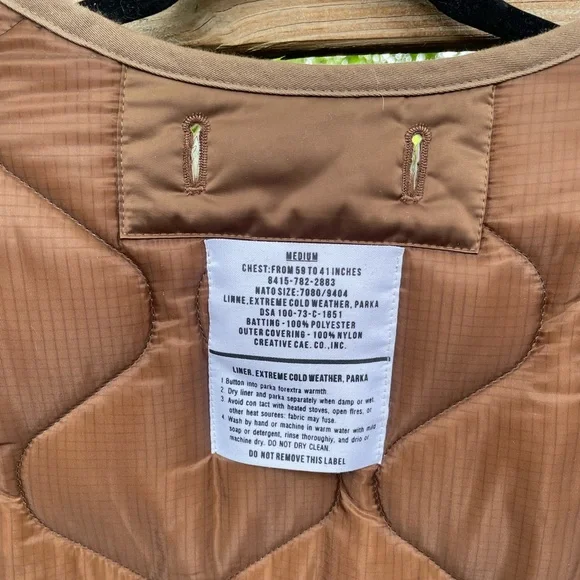 MEDIUM
CHEST:FROM 58 TO 41 INCHES
8415-782-2883
NATO SIZE:7080/9404
LINNE,EXTREME COLD WEATHER, PARKA
DSA 100-73-C-1851
BATTING - 100% POLYESTER
OUTER COVERING - 100% NYLON
CREATIVE CAE. CO.,INC.
LINER, EXTREME COLD WEATHER, PARKA
1 Button into parka forextra warmth.
2. Dry liner and parka separately when damp or wet.
3. Avoid con tact with heated stoves, open fires, or
other heat sources: fabric may fusa.
4. Wash by hand or machine in warm water with mild
soap or detergent, rinse thoroughly, and drio or
machine dry. DO NOT DRY CLEAN.
DO NOT REMOVE THIS LABEL